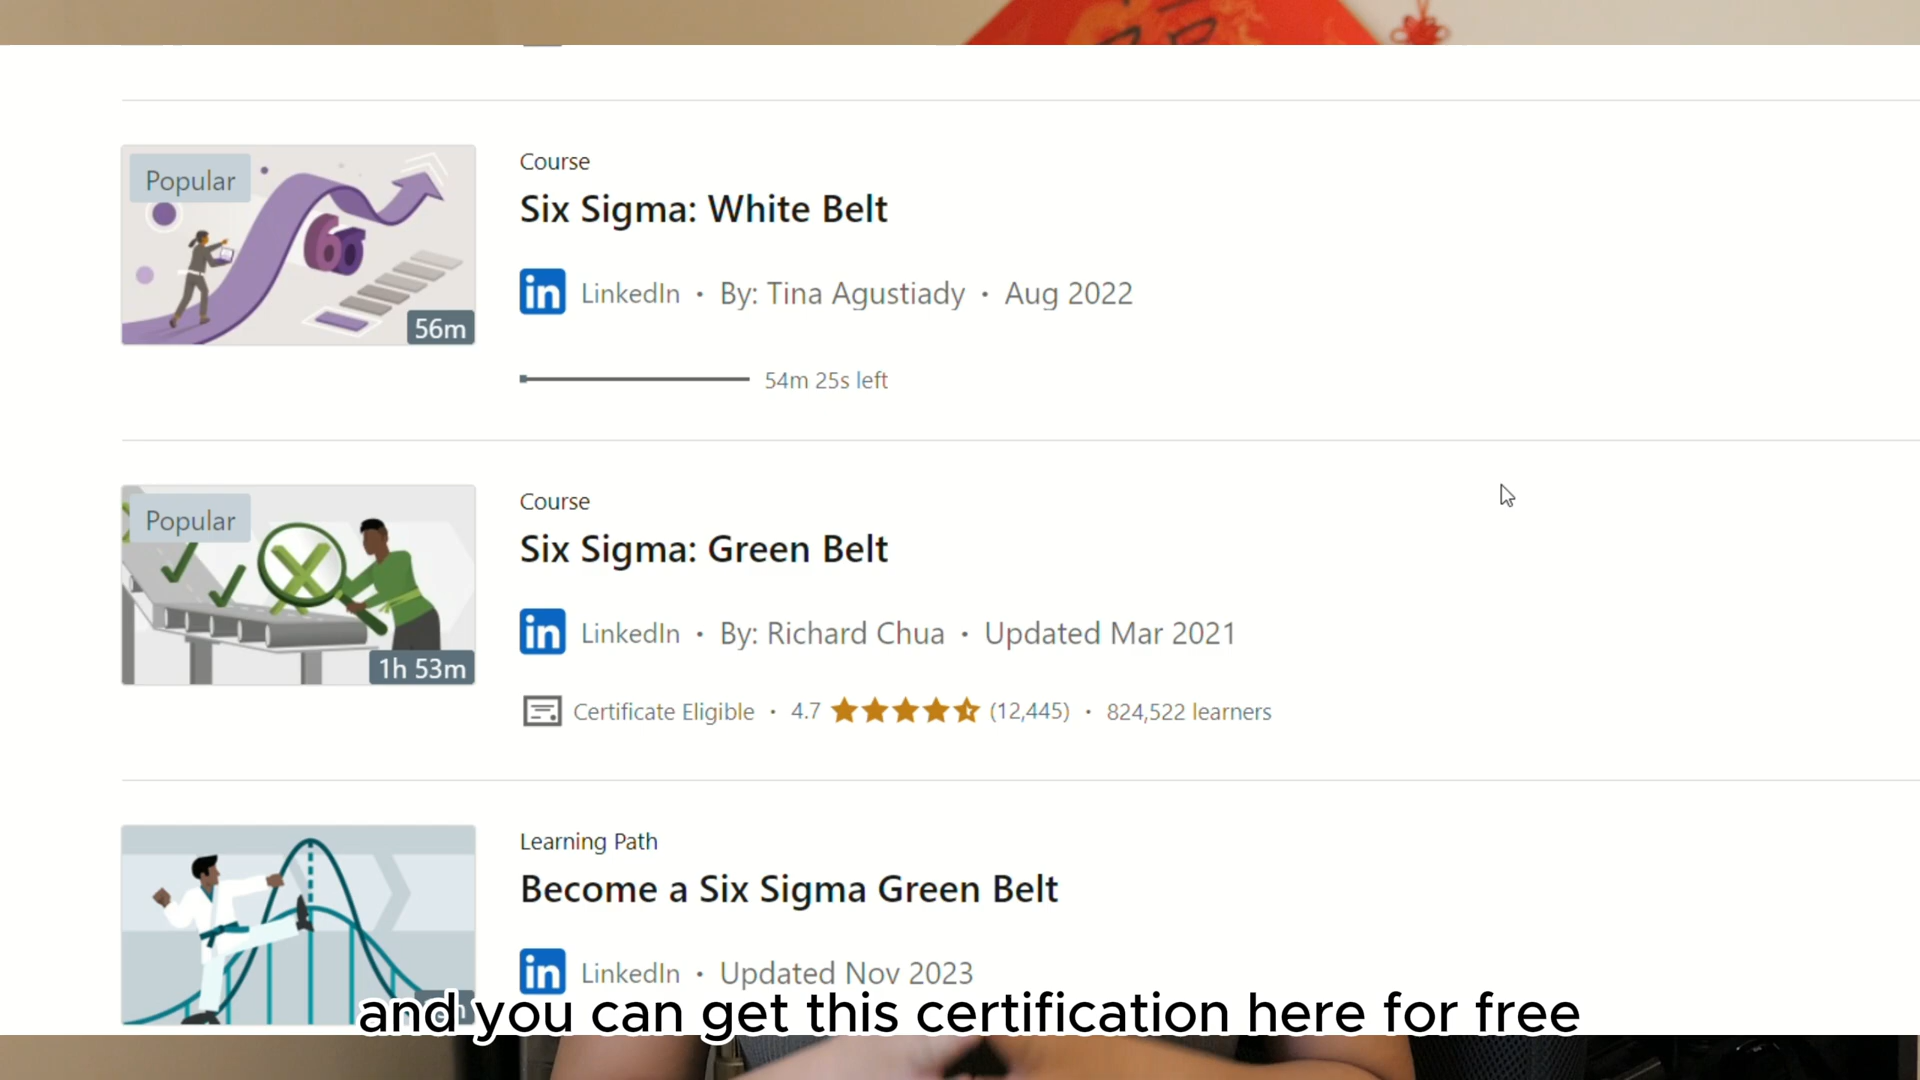 Popular
6σ
56m
Course
Six Sigma: White Belt
in LinkedIn • By: Tina Agustiady • Aug 2022
54m 25s left
Popular
1h 53m
Course
Six Sigma: Green Belt
in LinkedIn • By: Richard Chua • Updated Mar 2021
Certificate Eligible • 4.7 (12,445) • 824,522 learners
Learning Path
Become a Six Sigma Green Belt
in LinkedIn • Updated Nov 2023
and you can get this certification here for free